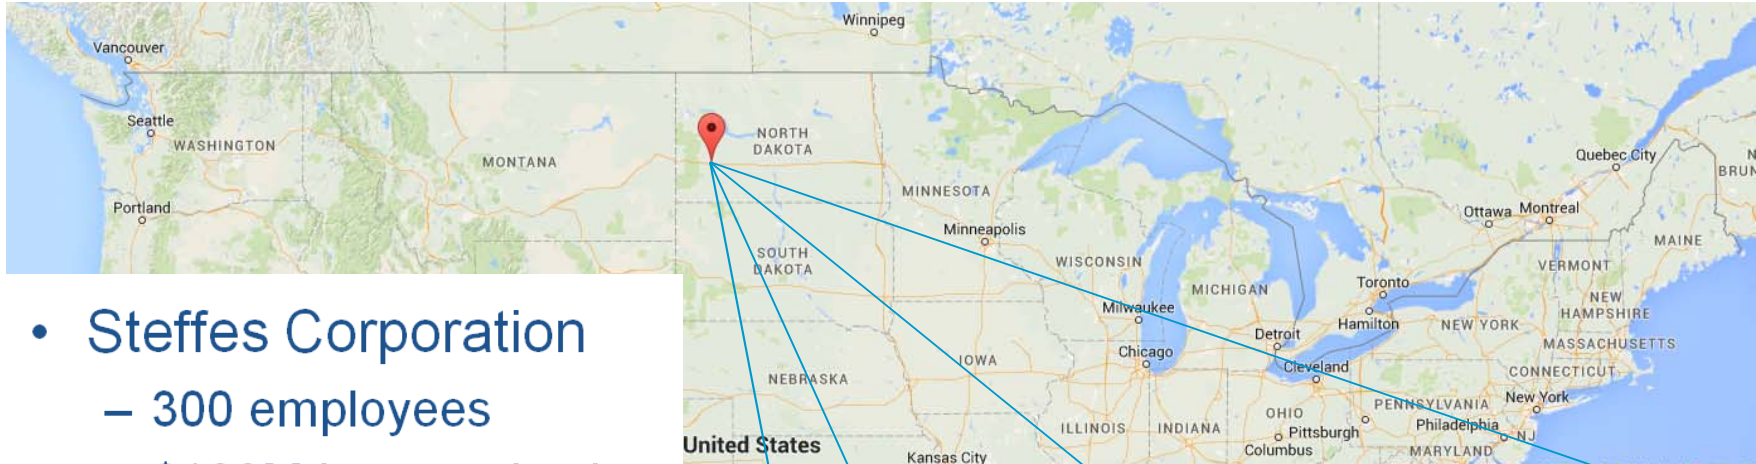 Winnipeg
Vancouver
Seattle
WASHINGTON
MONTANA
NORTH
DAKOTA
Quebec City
N
BRUN
MINNESOTA
Portland
Ottawa
Montreal
Minneapolis
MAINE
SOUTH
DAKOTA
WISCONSIN
VERMONT
MICHIGAN
Toronto
NEW
HAMPSHIRE
Milwaukee
Hamilton
NEW YORK
Detroit
MASSACHUSETTS
Chicago
IOWA
Cleveland
CONNECTICUT
NEBRASKA
PENNSYLVANIA
New York
OHIO
ILLINOIS
INDIANA
Pittsburgh
Philadelphia
NJ
United States
Kansas City
Columbus
MARYLAND
• Steffes Corporation
– 300 employees